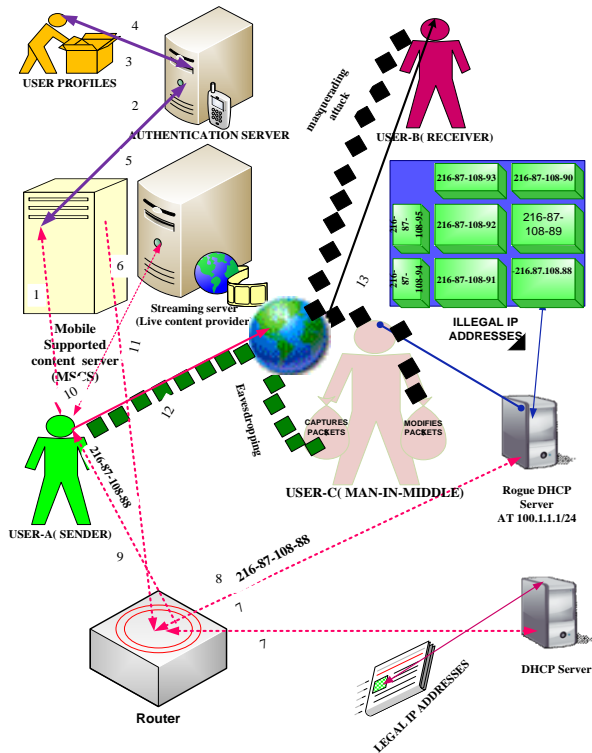 4
3
USER PROFILES
2
AUTHENTICATION SERVER
masquerading
attack
USER-B( RECEIVER)
5
6
1
Streaming server
(Live content provider
Mobile
Supported
content server
(MSCS)
11
10
12
13
216-87-108-93
216-87-108-90
216-
87-
108-95
216-87-108-92
216-87-
108-89
216-
87-
108-94
216-87-108-91
-216.87.108.88
ILLEGAL IP
ADDRESSES
Eavesdropping
CAPTURES
PACKETS
MODIFIES
PACKETS
USER-C( MAN-IN-MIDDLE)
Rogue DHCP
Server
AT 100.1.1.1/24
USER-A( SENDER)
216-87-108-88
9
8
216-87-108-88
7
7
Router
LEGAL IP ADDRESSES
DHCP Server